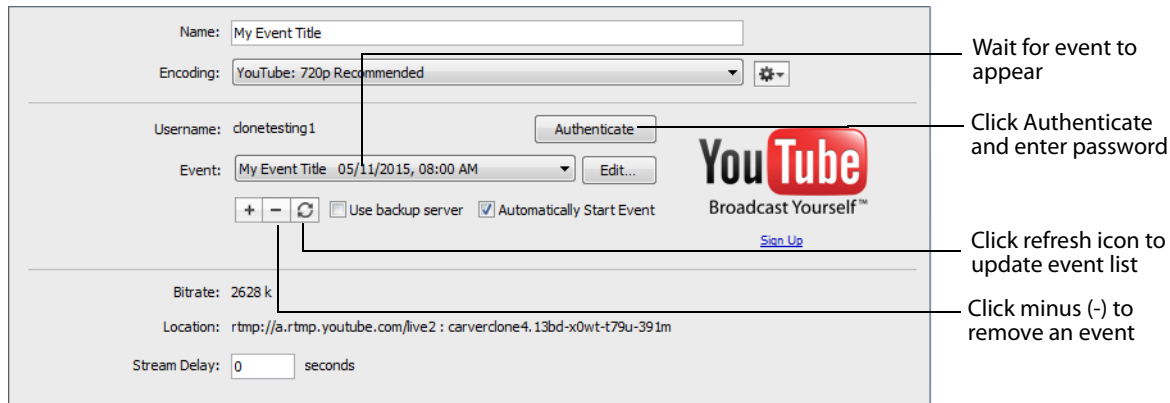 Name: My Event Title
Encoding: YouTube: 720p Recommended
Wait for event to
appear
Username: clonetesting1 Authenticate
Click Authenticate
and enter password
Event: My Event Title 05/11/2015, 08:00 AM Edit...
YouTube
Broadcast Yourself™
+ - Use backup server Automatically Start Event
Sign Up
Click refresh icon to
update event list
Bitrate: 2628 k
Click minus (-) to
remove an event
Location: rtmp://a.rtmp.youtube.com/live2 : carverclone4.13bd-x0wt-t79u-391m
Stream Delay: 0 seconds